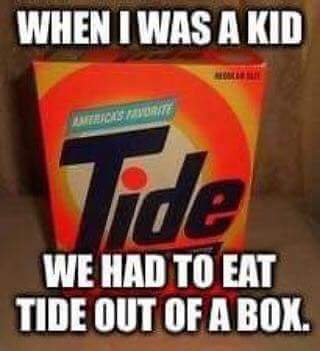 WHEN I WAS A KID
AMERICA'S FAVORITE
Tide
WE HAD TO EAT
TIDE OUT OF A BOX.